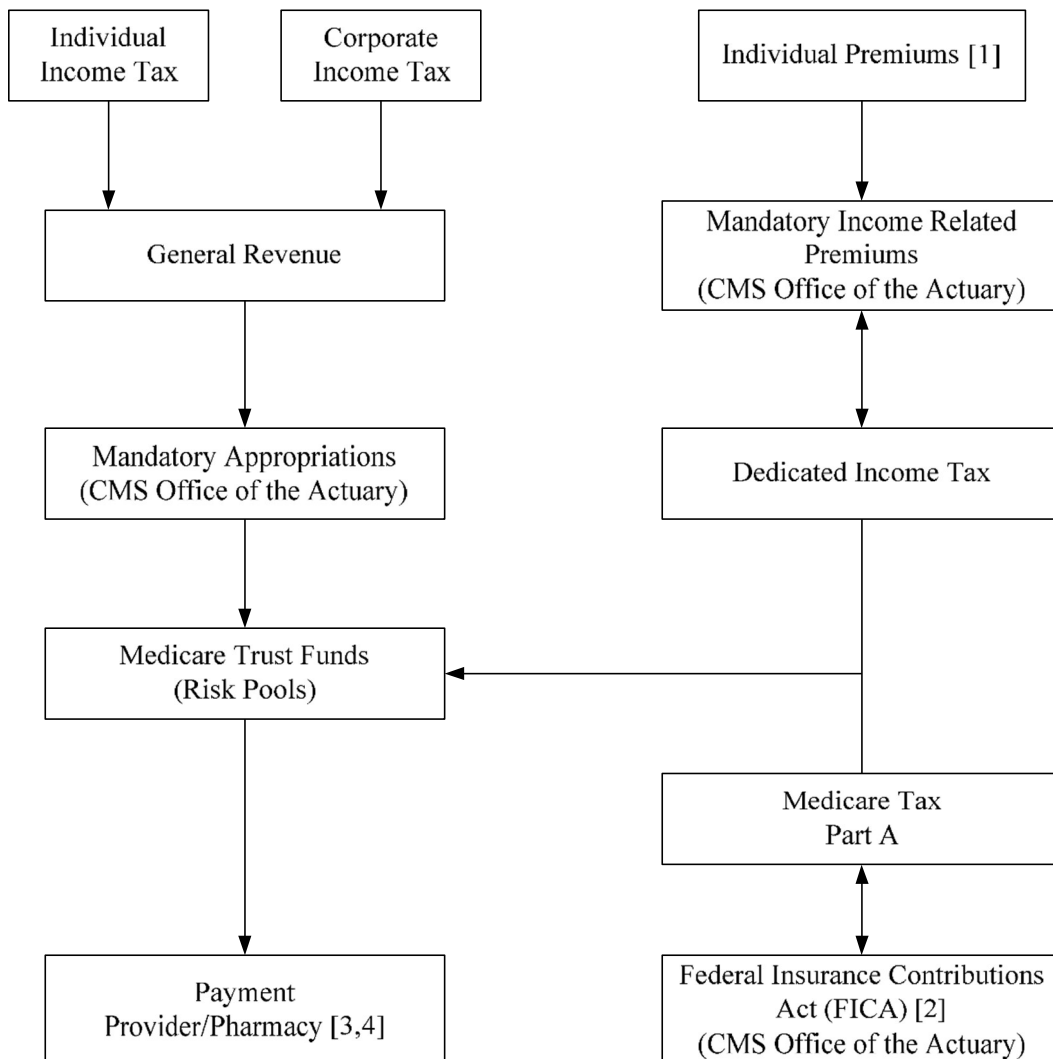 Individual
Income Tax
Corporate
Income Tax
Individual Premiums [1]
General Revenue
Mandatory Income Related
Premiums
(CMS Office of the Actuary)
Mandatory Appropriations
(CMS Office of the Actuary)
Dedicated Income Tax
Medicare Trust Funds
(Risk Pools)
Medicare Tax
Part A
Payment
Provider/Pharmacy [3,4]
Federal Insurance Contributions
Act (FICA) [2]
(CMS Office of the Actuary)